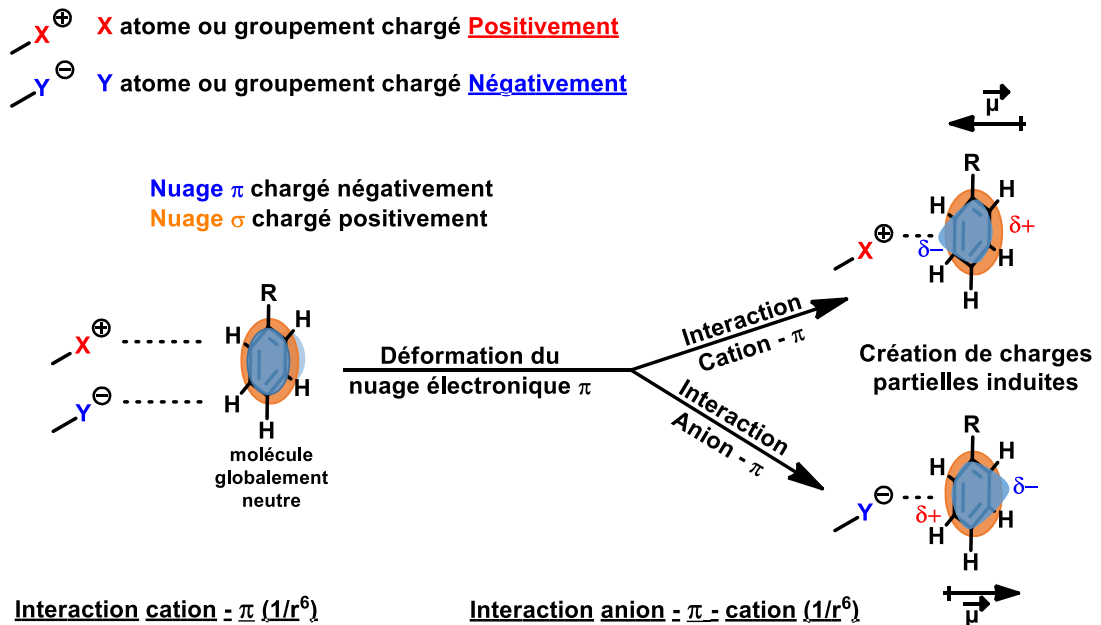 X⊕ X atome ou groupement chargé Positivement
Y⊖ Y atome ou groupement chargé Négativement
Nuage π chargé négativement
Nuage σ chargé positivement
X⊕
Y⊖
R
H
H
H
H
H
molécule
globalement
neutre
Déformation du
nuage électronique π
Interaction
Cation - π
Interaction
Anion - π
μ⃗
R
H
H
δ+
X⊕
δ−
H
H
H
Création de charges
partielles induites
R
H
H
δ−
Y⊖
δ+
H
H
H
μ⃗
Interaction cation - π (1/r⁶)
Interaction anion - π - cation (1/r⁶)